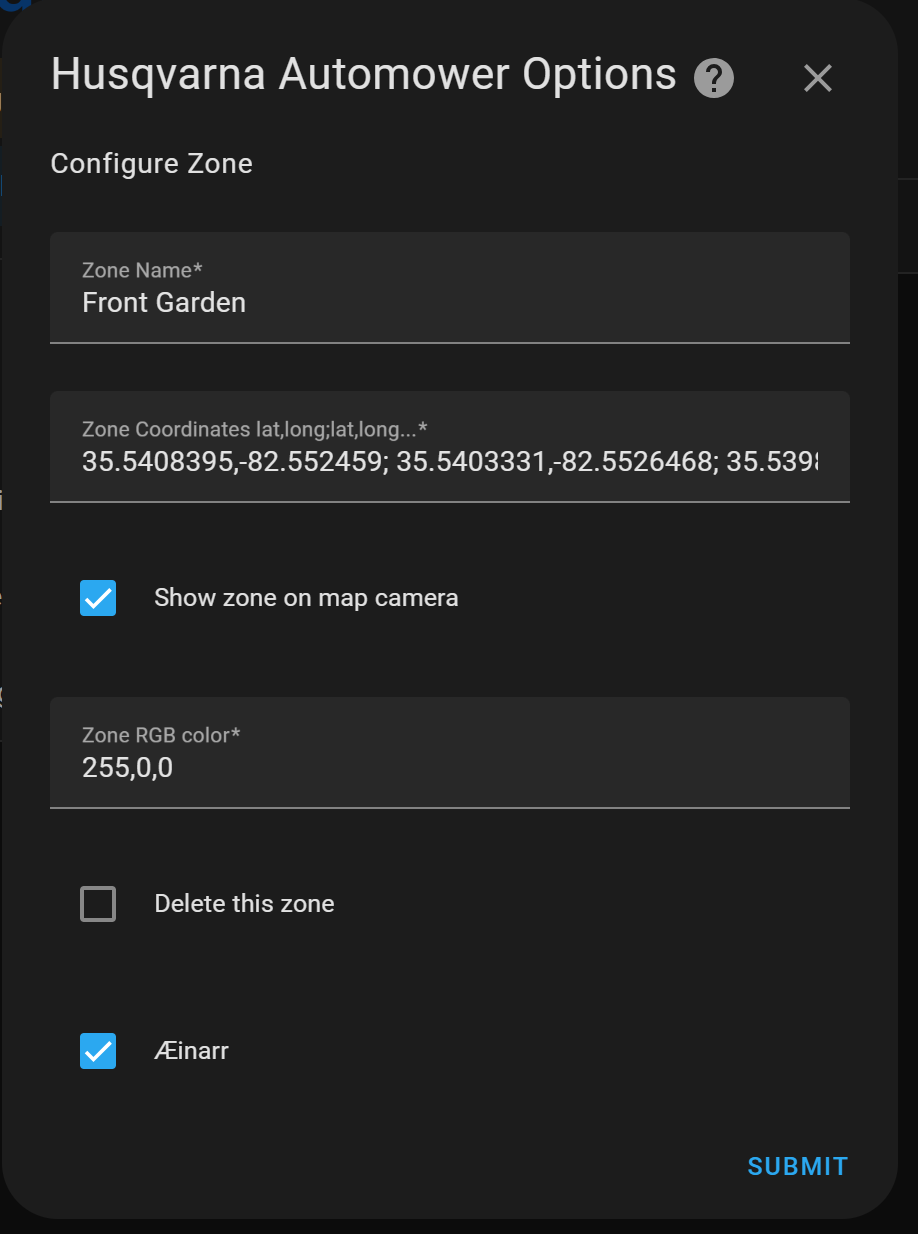 Husqvarna Automower Options
Configure Zone
Zone Name*
Front Garden
Zone Coordinates lat,long;lat,long...*
35.5408395,-82.552459; 35.5403331,-82.5526468; 35.539
Show zone on map camera
Zone RGB color*
255,0,0
Delete this zone
Æinarr
SUBMIT